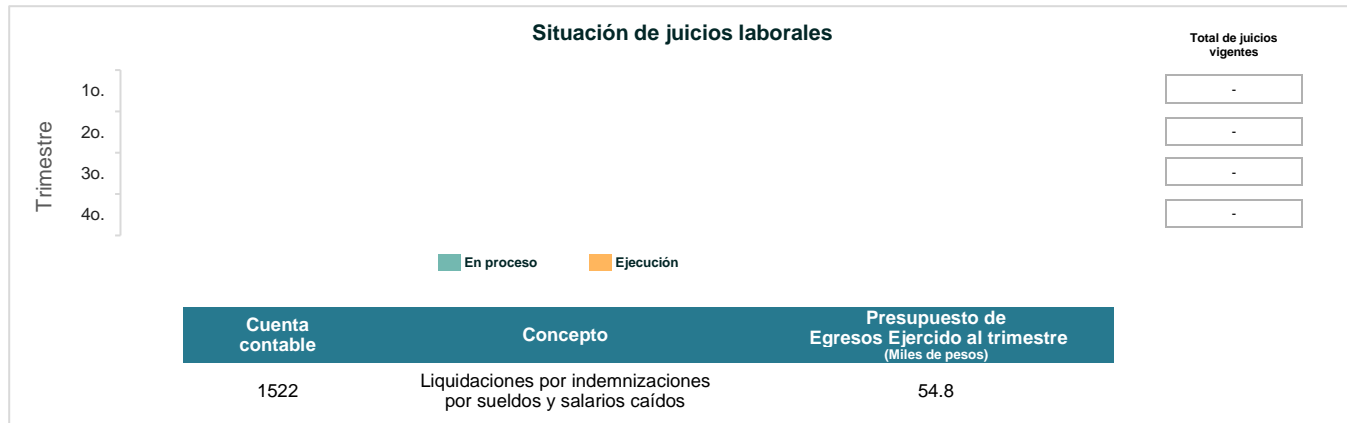 Situación de juicios laborales
Total de juicios
vigentes
Trimestre
1o.
-
2o.
-
3o.
-
4o.
-
En proceso
Ejecución
Cuenta
contable
Concepto
Presupuesto de
Egresos Ejercido al trimestre
(Miles de pesos)
1522
Liquidaciones por indemnizaciones
por sueldos y salarios caídos
54.8